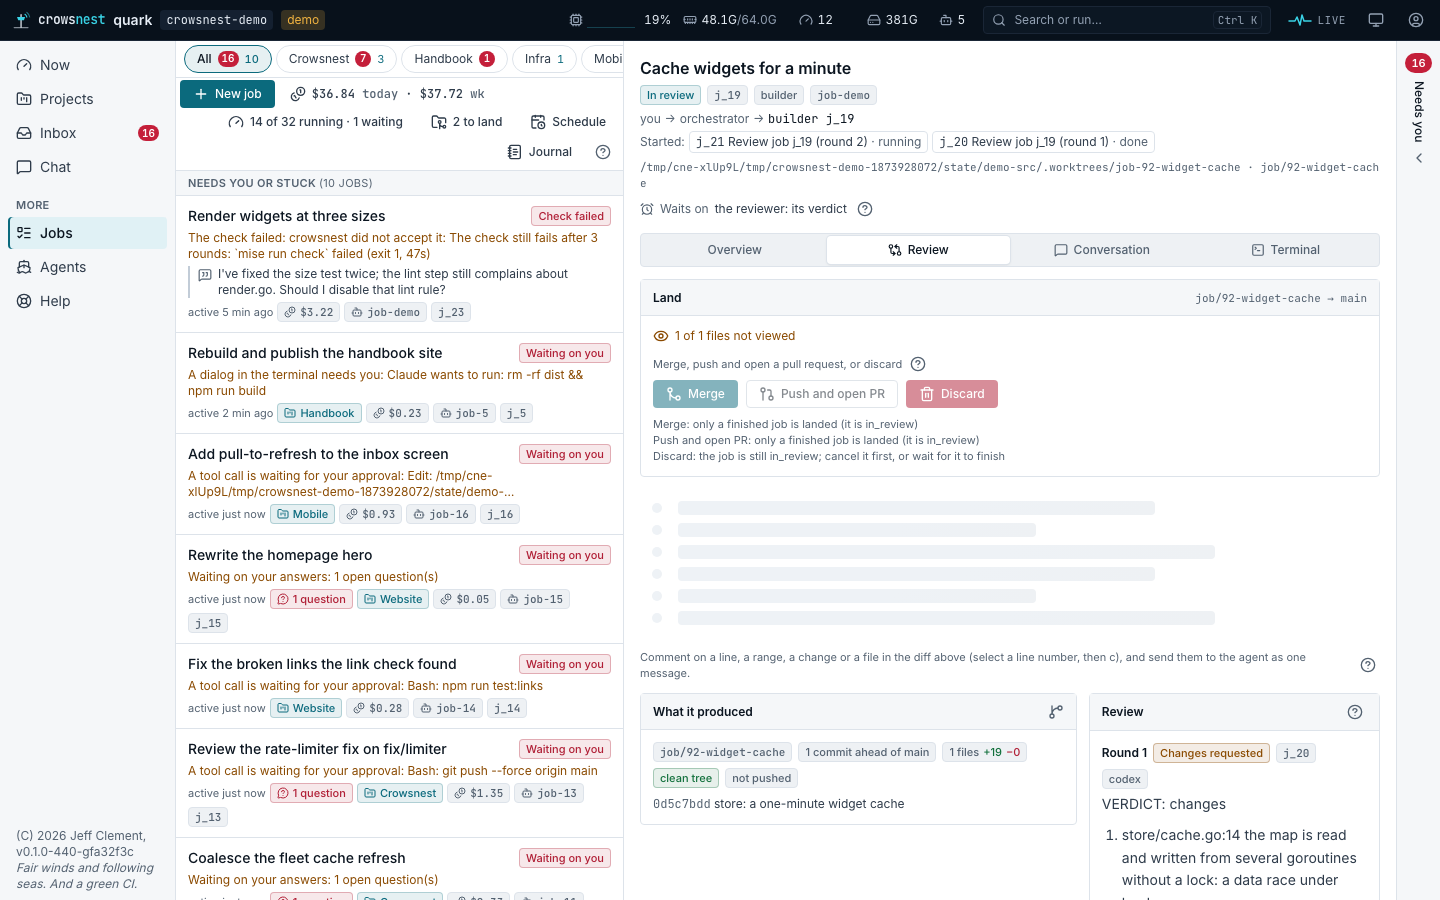 crowsnest quark crowsnest-demo demo 19% 48.1G/64.0G 12 381G 5 Search or run... Ctrl K LIVE
Now
Projects
Inbox 16
Chat
MORE
Jobs
Agents
Help
(C) 2026 Jeff Clement,
v0.1.0-440-gfa32f3c
Fair winds and following
seas. And a green CI.
All 16 10 Crowsnest 7 3 Handbook 1 Infra 1 Mobi
New job $36.84 today · $37.72 wk
14 of 32 running · 1 waiting 2 to land Schedule
Journal
NEEDS YOU OR STUCK (10 JOBS)
Render widgets at three sizes Check failed
The check failed: crowsnest did not accept it: The check still fails after 3
rounds: `mise run check` failed (exit 1, 47s)
I've fixed the size test twice; the lint step still complains about
render.go. Should I disable that lint rule?
active 5 min ago $3.22 job-demo j_23
Rebuild and publish the handbook site Waiting on you
A dialog in the terminal needs you: Claude wants to run: rm -rf dist &&
npm run build
active 2 min ago Handbook $0.23 job-5 j_5
Add pull-to-refresh to the inbox screen Waiting on you
A tool call is waiting for your approval: Edit: /tmp/cne-
xlUp9L/tmp/crowsnest-demo-1873928072/state/demo-...
active just now Mobile $0.93 job-16 j_16
Rewrite the homepage hero Waiting on you
Waiting on your answers: 1 open question(s)
active just now 1 question Website $0.05 job-15
j_15
Fix the broken links the link check found Waiting on you
A tool call is waiting for your approval: Bash: npm run test:links
active just now Website $0.28 job-14 j_14
Review the rate-limiter fix on fix/limiter Waiting on you
A tool call is waiting for your approval: Bash: git push --force origin main
active just now 1 question Crowsnest $1.35 job-13
j_13
Coalesce the fleet cache refresh Waiting on you
Waiting on your answers: 1 open question(s)
Cache widgets for a minute
In review j_19 builder job-demo
you → orchestrator → builder j_19
Started: j_21 Review job j_19 (round 2) · running j_20 Review job j_19 (round 1) · done
/tmp/cne-xlUp9L/tmp/crowsnest-demo-1873928072/state/demo-src/.worktrees/job-92-widget-cache · job/92-widget-cach
e
Waits on the reviewer: its verdict
Overview Review Conversation Terminal
Land job/92-widget-cache → main
1 of 1 files not viewed
Merge, push and open a pull request, or discard
Merge Push and open PR Discard
Merge: only a finished job is landed (it is in_review)
Push and open PR: only a finished job is landed (it is in_review)
Discard: the job is still in_review; cancel it first, or wait for it to finish
Comment on a line, a range, a change or a file in the diff above (select a line number, then c), and send them to the agent as one
message.
What it produced
job/92-widget-cache 1 commit ahead of main 1 files +19 −0
clean tree not pushed
0d5c7bdd store: a one-minute widget cache
Review
Round 1 Changes requested j_20
codex
VERDICT: changes
1. store/cache.go:14 the map is read
and written from several goroutines
without a lock: a data race under
16
Needs you